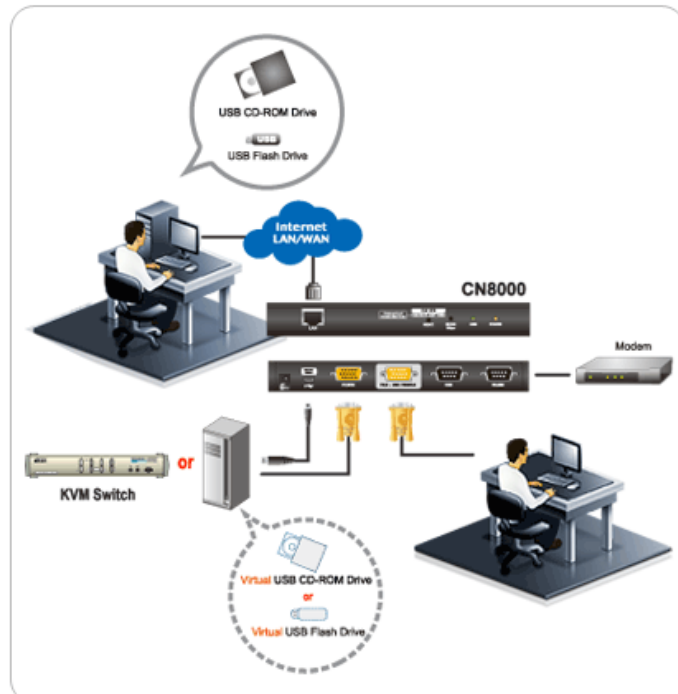 USB CD-ROM Drive
USB
USB Flash Drive
Internet
LAN/WAN
CN8000
LAN
Modem
or
KVM Switch
Virtual USB CD-ROM Drive
or
Virtual USB Flash Drive